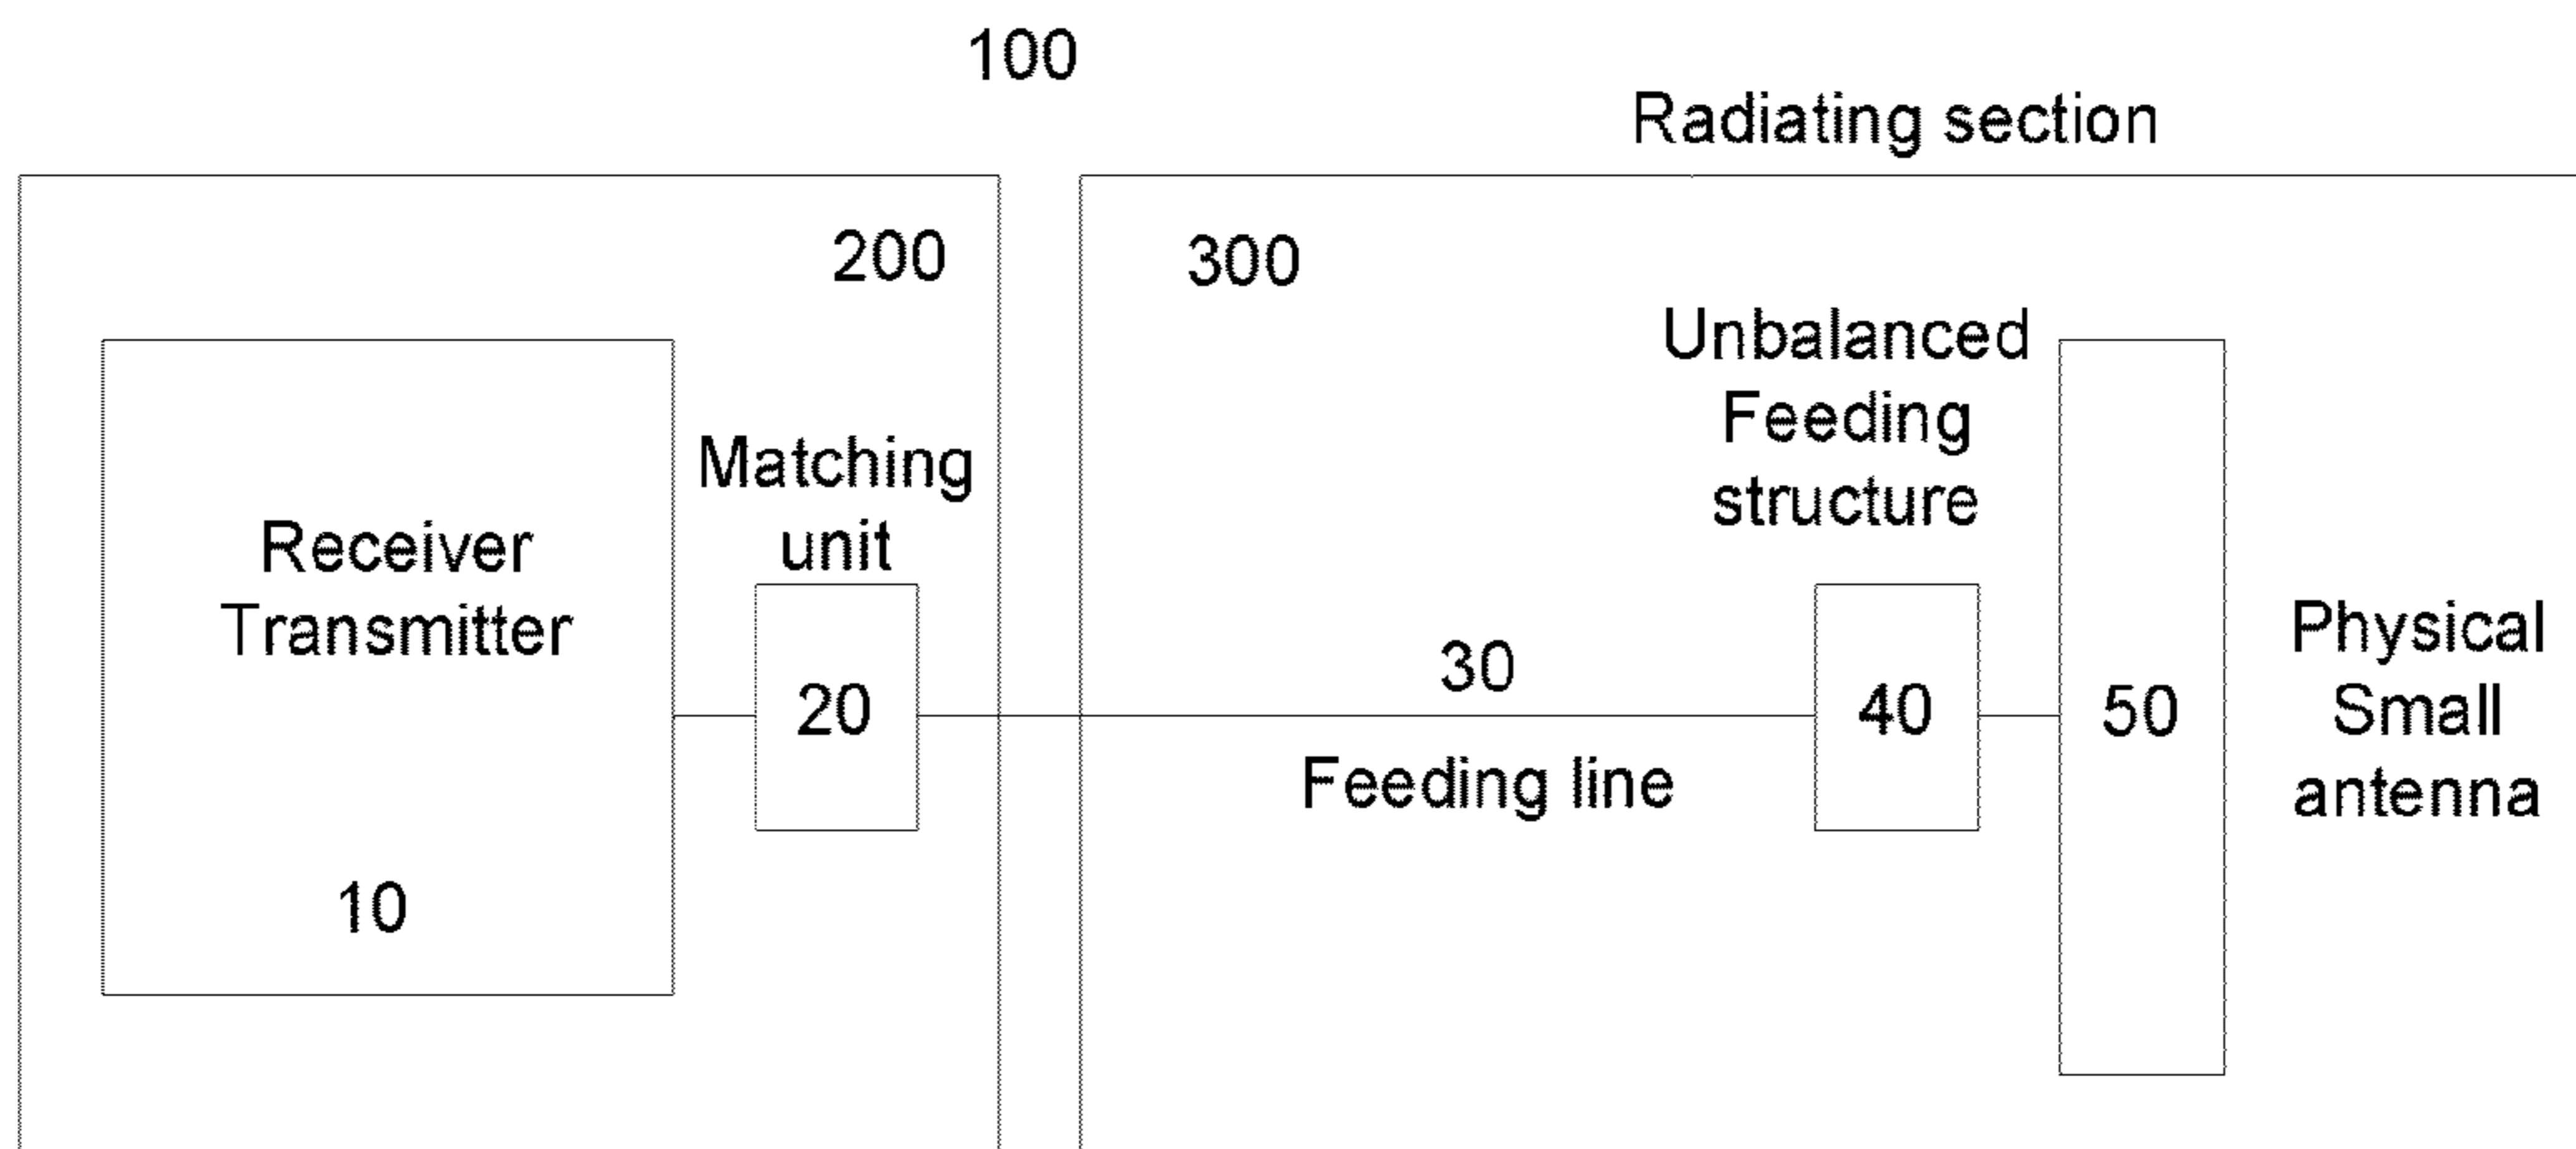 100
Radiating section
200
300
Receiver
Transmitter
10
Matching
unit
20
30
Feeding line
Unbalanced
Feeding
structure
40
50
Physical
Small
antenna